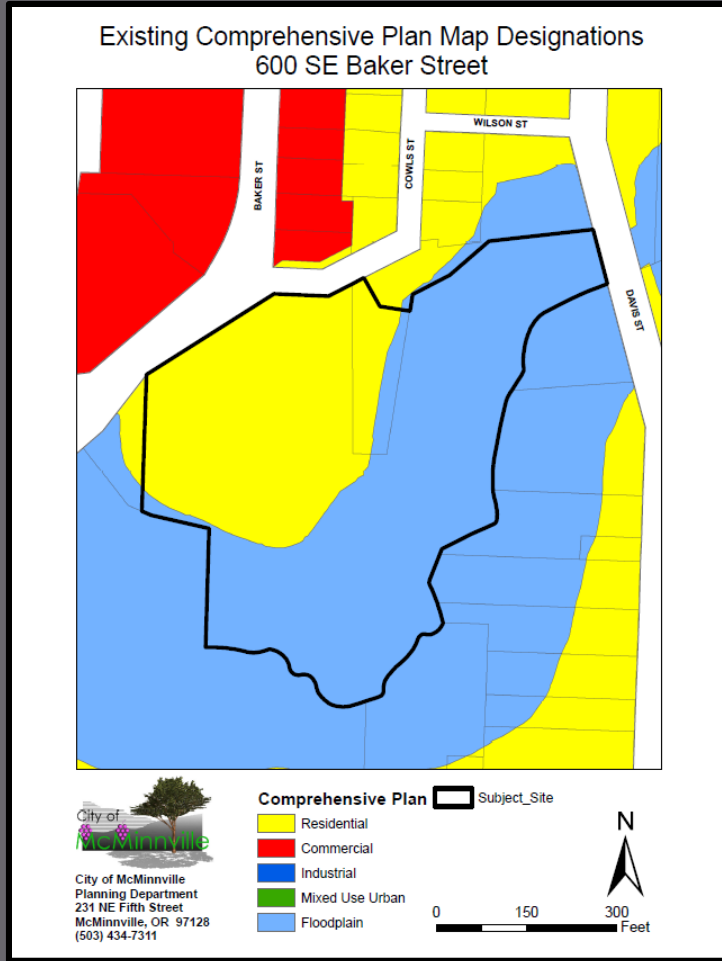 Existing Comprehensive Plan Map Designations
600 SE Baker Street
WILSON ST
COWLS ST
BAKER ST
DAVIS ST
City of
McMinnville
City of McMinnville
Planning Department
231 NE Fifth Street
McMinnville, OR 97128
(503) 434-7311
Comprehensive Plan
Subject_Site
Residential
Commercial
Industrial
Mixed Use Urban
Floodplain
N
0 150 300
Feet